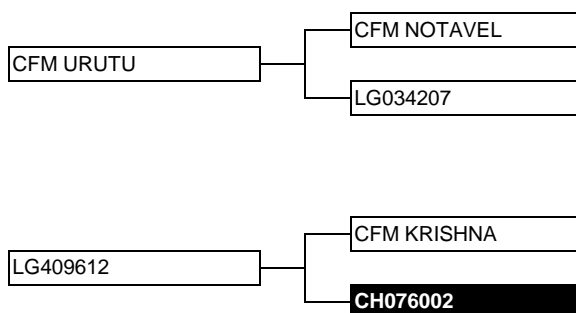 CFM NOTAVEL
CFM URUTU
LG034207
CFM KRISHNA
LG409612
CH076002